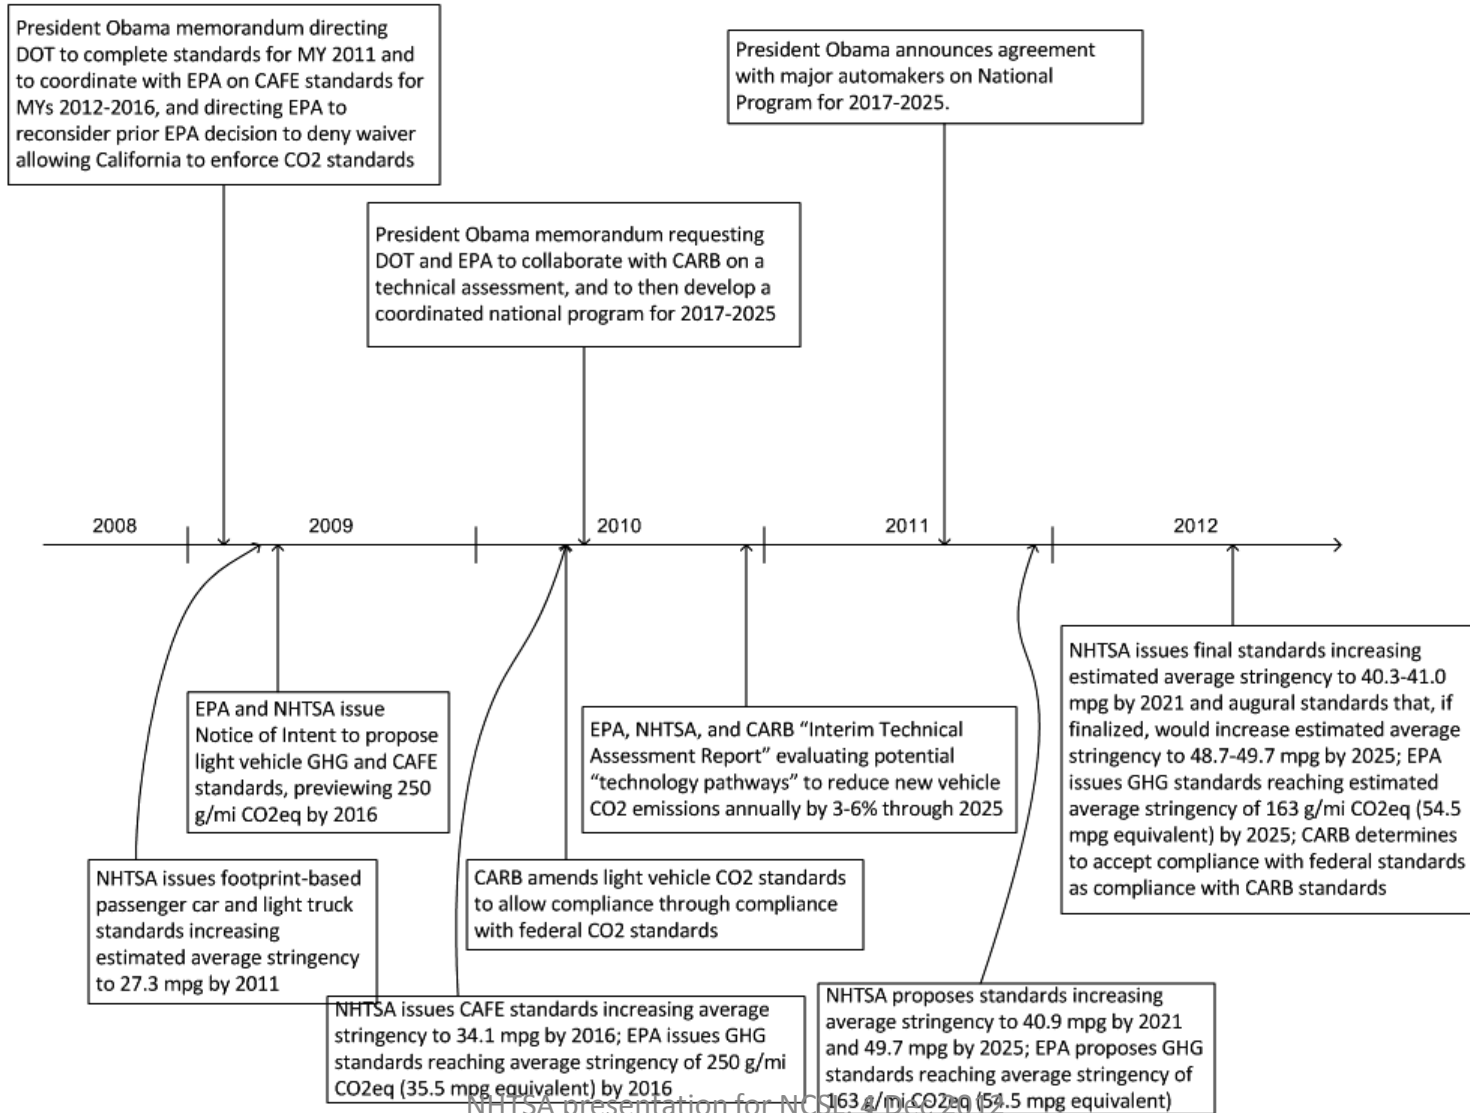 President Obama memorandum directing
DOT to complete standards for MY 2011 and
to coordinate with EPA on CAFE standards for
MYs 2012-2016, and directing EPA to
reconsider prior EPA decision to deny waiver
allowing California to enforce CO2 standards
President Obama announces agreement
with major automakers on National
Program for 2017-2025.
President Obama memorandum requesting
DOT and EPA to collaborate with CARB on a
technical assessment, and to then develop a
coordinated national program for 2017-2025
2008 2009 2010 2011 2012
EPA and NHTSA issue
Notice of Intent to propose
light vehicle GHG and CAFE
standards, previewing 250
g/mi CO2eq by 2016
EPA, NHTSA, and CARB “Interim Technical
Assessment Report” evaluating potential
“technology pathways” to reduce new vehicle
CO2 emissions annually by 3-6% through 2025
NHTSA issues final standards increasing
estimated average stringency to 40.3-41.0
mpg by 2021 and augural standards that, if
finalized, would increase estimated average
stringency to 48.7-49.7 mpg by 2025; EPA
issues GHG standards reaching estimated
average stringency of 163 g/mi CO2eq (54.5
mpg equivalent) by 2025; CARB determines
to accept compliance with federal standards
as compliance with CARB standards
NHTSA issues footprint-based
passenger car and light truck
standards increasing
estimated average stringency
to 27.3 mpg by 2011
CARB amends light vehicle CO2 standards
to allow compliance through compliance
with federal CO2 standards
NHTSA issues CAFE standards increasing average
stringency to 34.1 mpg by 2016; EPA issues GHG
standards reaching average stringency of 250 g/mi
CO2eq (35.5 mpg equivalent) by 2016
NHTSA proposes standards increasing
average stringency to 40.9 mpg by 2021
and 49.7 mpg by 2025; EPA proposes GHG
standards reaching average stringency of
163 g/mi CO2eq (54.5 mpg equivalent)
NHTSA presentation for NCSL, 4 Dec 2012